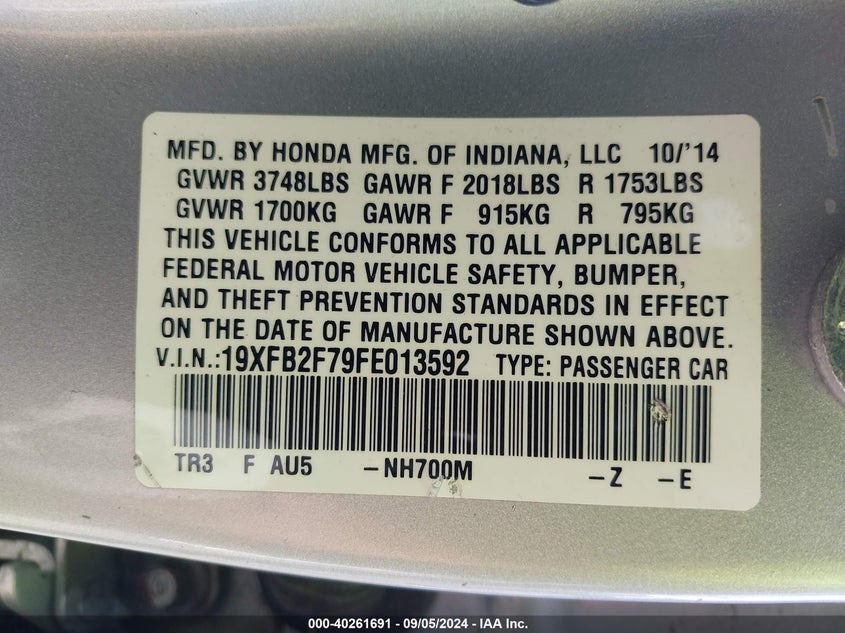 MFD. BY HONDA MFG. OF INDIANA, LLC 10/'14
GVWR 3748LBS GAWR F 2018LBS R 1753LBS
GVWR 1700KG GAWR F 915KG R 795KG
THIS VEHICLE CONFORMS TO ALL APPLICABLE
FEDERAL MOTOR VEHICLE SAFETY, BUMPER,
AND THEFT PREVENTION STANDARDS IN EFFECT
ON THE DATE OF MANUFACTURE SHOWN ABOVE.
V.I.N.:19XFB2F79FE013592 TYPE: PASSENGER CAR
TR3 F AU5 -NH700M -Z -E
000-40261691 - 09/05/2024 - IAA Inc.